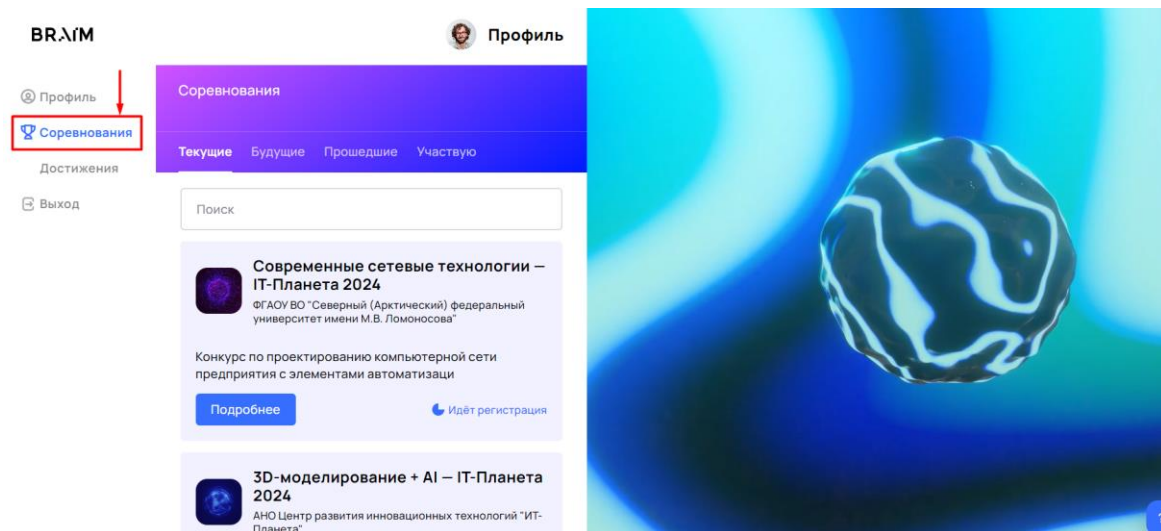 BRAIM
Профиль
Профиль
Соревнования
Достижения
Выход
Соревнования
Текущие Будущие Прошедшие Участвую
Поиск
Современные сетевые технологии —
IT-Планета 2024
ФГАОУ ВО "Северный (Арктический) федеральный
университет имени М.В. Ломоносова"
Конкурс по проектированию компьютерной сети
предприятия с элементами автоматизаци
Подробнее
Идёт регистрация
3D-моделирование + AI — IT-Планета
2024
АНО Центр развития инновационных технологий "ИТ-
Планета"